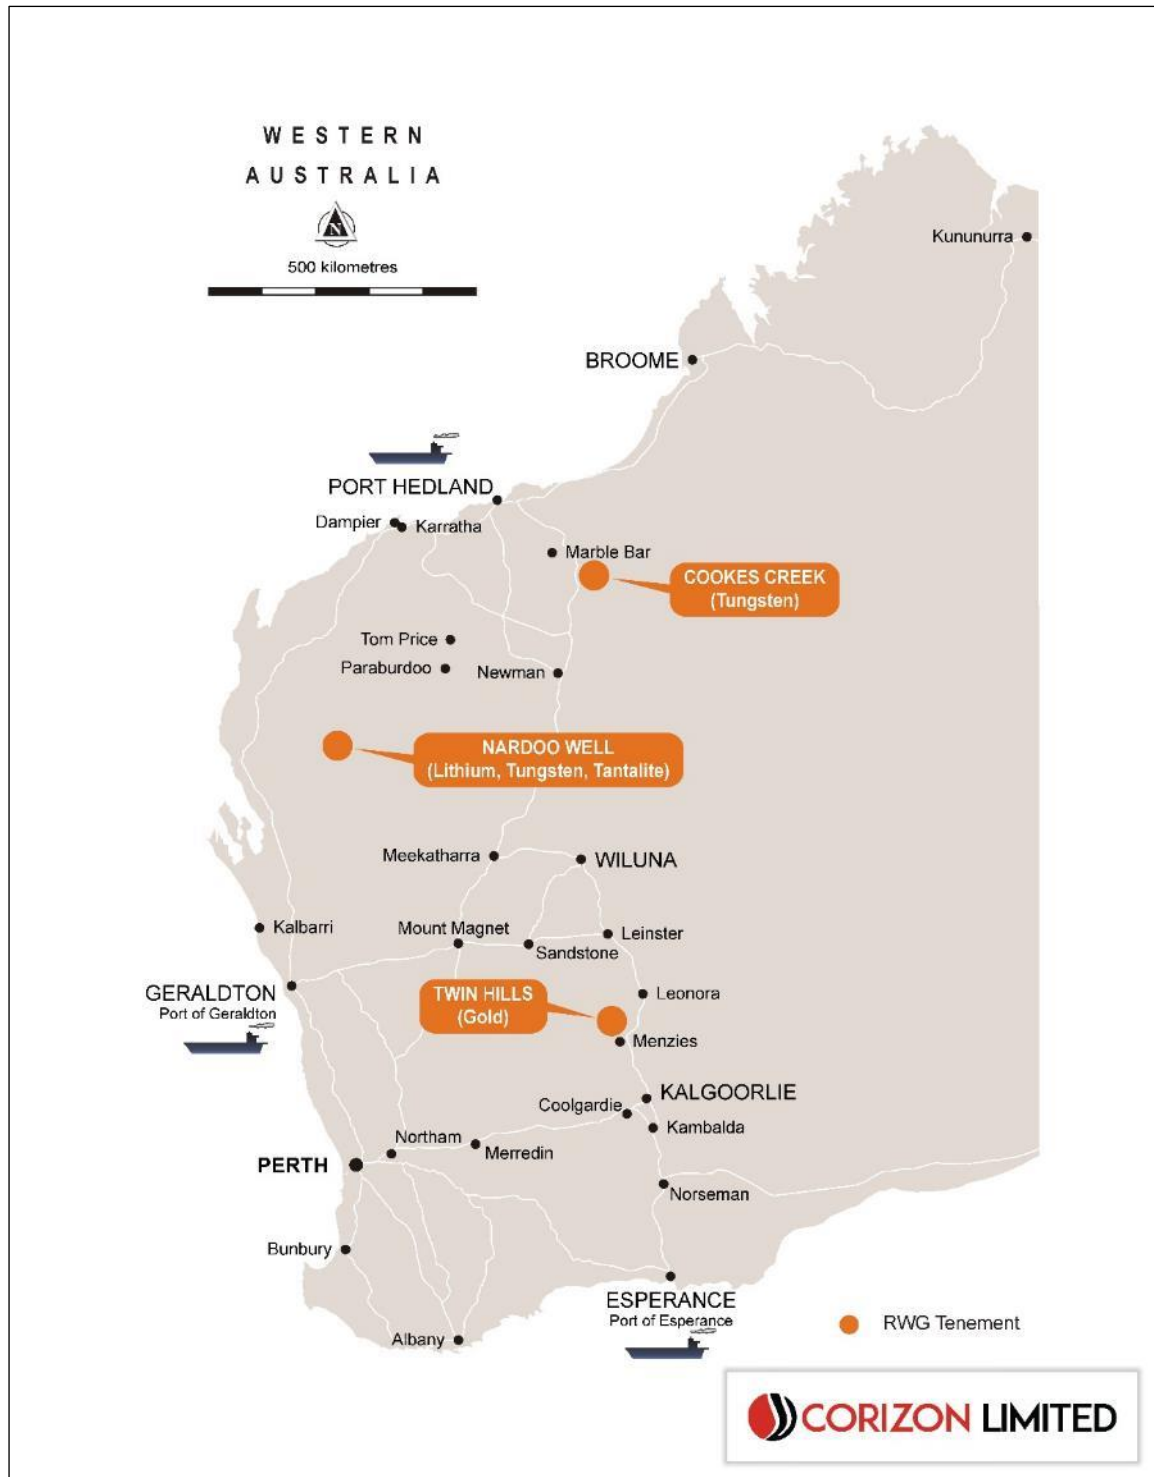 WESTERN
AUSTRALIA
N
500 kilometres
Kununurra
BROOME
PORT HEDLAND
Dampier
Karratha
Marble Bar
COOKES CREEK
(Tungsten)
Tom Price
Paraburdoo
Newman
NARDOO WELL
(Lithium, Tungsten, Tantalite)
Meekatharra
WILUNA
Kalbarri
Mount Magnet
Leinster
Sandstone
GERALDTON
Port of Geraldton
TWIN HILLS
(Gold)
Leonora
Menzies
KALGOORLIE
Coolgardie
Kambalda
Northam
Merredin
PERTH
Norseman
Bunbury
ESPERANCE
Port of Esperance
Albany
RWG Tenement
CORIZON LIMITED